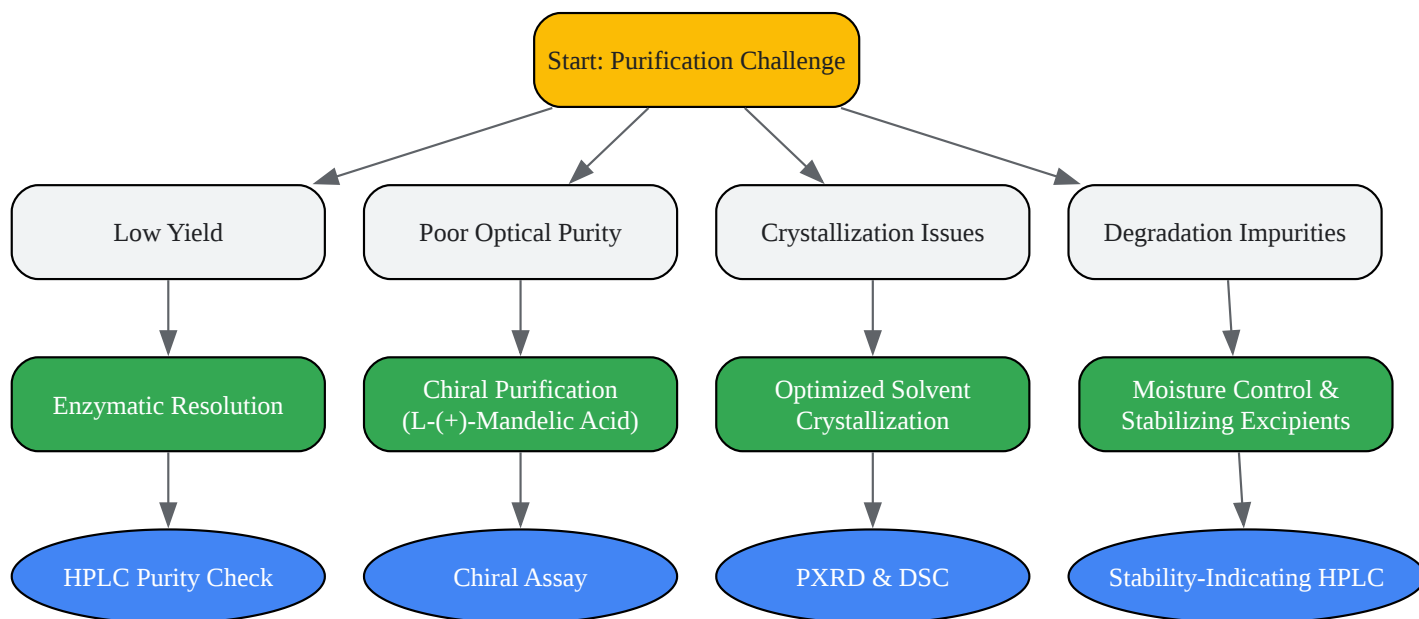 Start: Purification Challenge
Low Yield
Poor Optical Purity
Crystallization Issues
Degradation Impurities
Enzymatic Resolution
Chiral Purification
(L-(+)-Mandelic Acid)
Optimized Solvent
Crystallization
Moisture Control &
Stabilizing Excipients
HPLC Purity Check
Chiral Assay
PXRD & DSC
Stability-Indicating HPLC